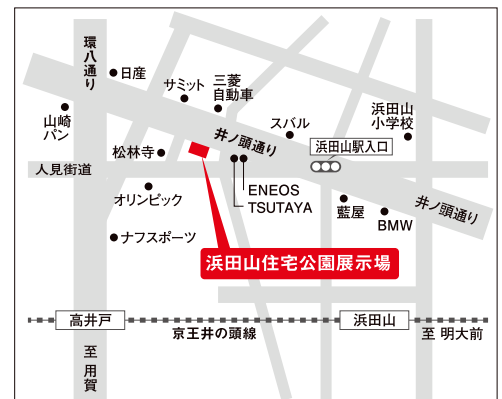 環八通り
日産
サミット
三菱
自動車
山崎
パン
井ノ頭通り
スバル
浜田山
小学校
浜田山駅入口
松林寺
人見街道
オリンピック
ENEOS
TSUTAYA
藍屋
BMW
井ノ頭通り
ナフスポーツ
浜田山住宅公園展示場
高井戸
京王井の頭線
浜田山
至 明大前
至 用賀